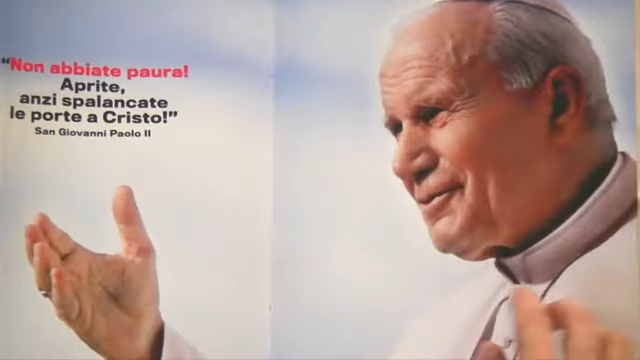 “Non abbiate paura!
Aprite,
anzi spalancate
le porte a Cristo!”
San Giovanni Paolo II